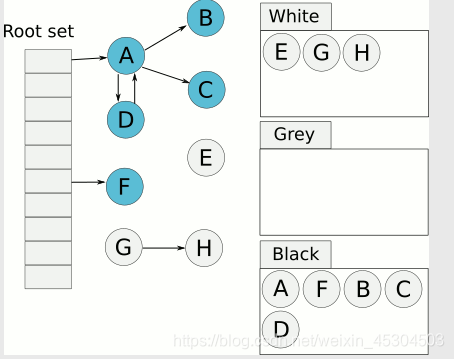 Root set
A
B
C
D
E
F
G
H
White
E G H
Grey
Black
A F B C
D
https://blog.csdn.net/weixin_45304503